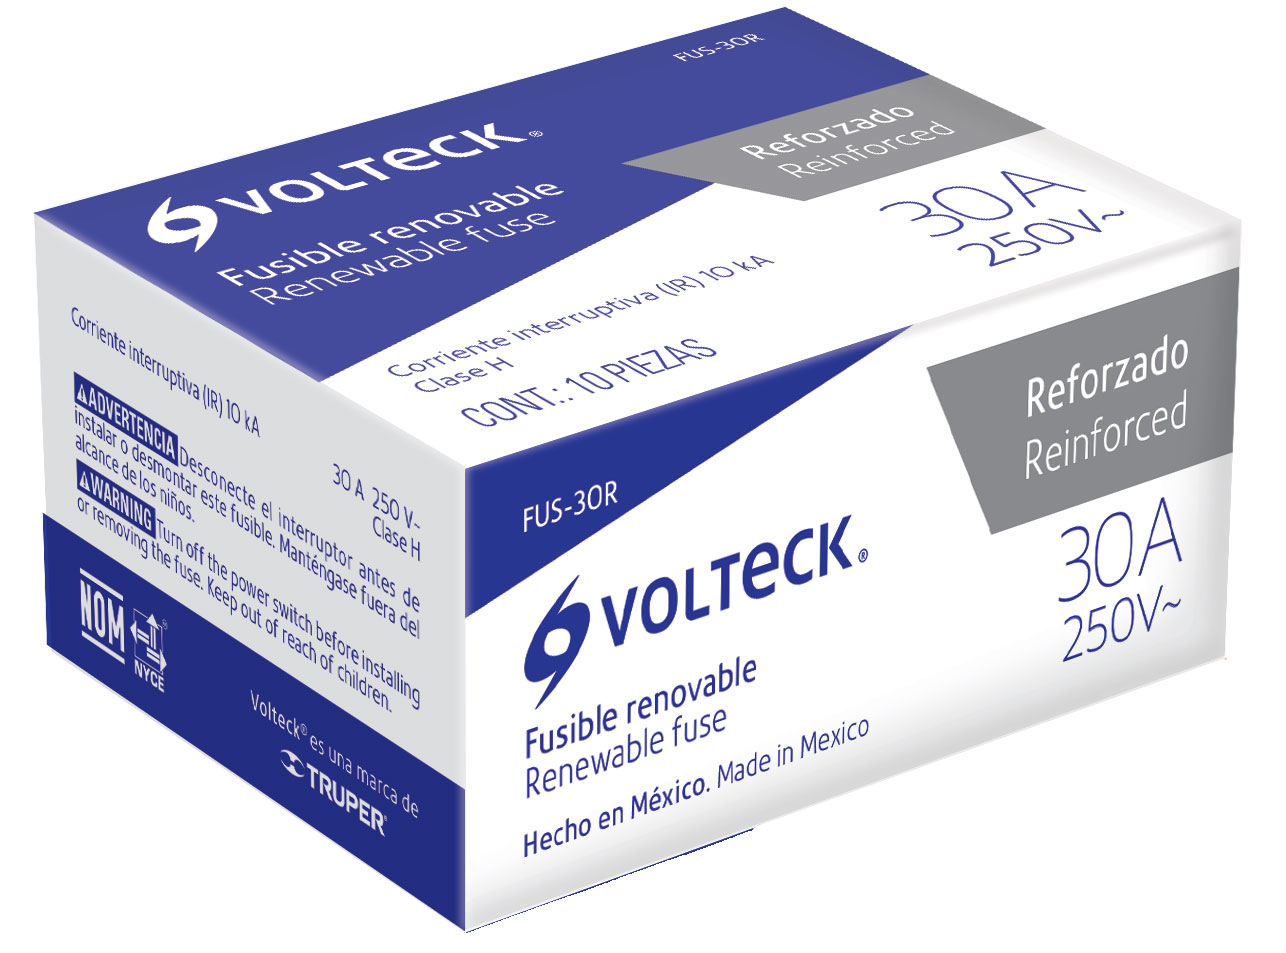 FUS-30R
VOLTECK®
Fusible renovable
Renewable fuse
Reforzado
Reinforced
30A
250V~
Corriente interruptiva (IR) 10 kA
Clase H
CONT.: 10 PIEZAS
Corriente interruptiva (IR) 10 kA
30 A 250 V~
Clase H
ADVERTENCIA Desconecte el interruptor antes de
instalar o desmontar este fusible. Manténgase fuera del
alcance de los niños.
WARNING Turn off the power switch before installing
or removing the fuse. Keep out of reach of children.
NOM
NYCE
Volteck® es una marca de
TRUPER®
FUS-30R
VOLTECK®
Fusible renovable
Renewable fuse
Hecho en México. Made in Mexico
Reforzado
Reinforced
30A
250V~